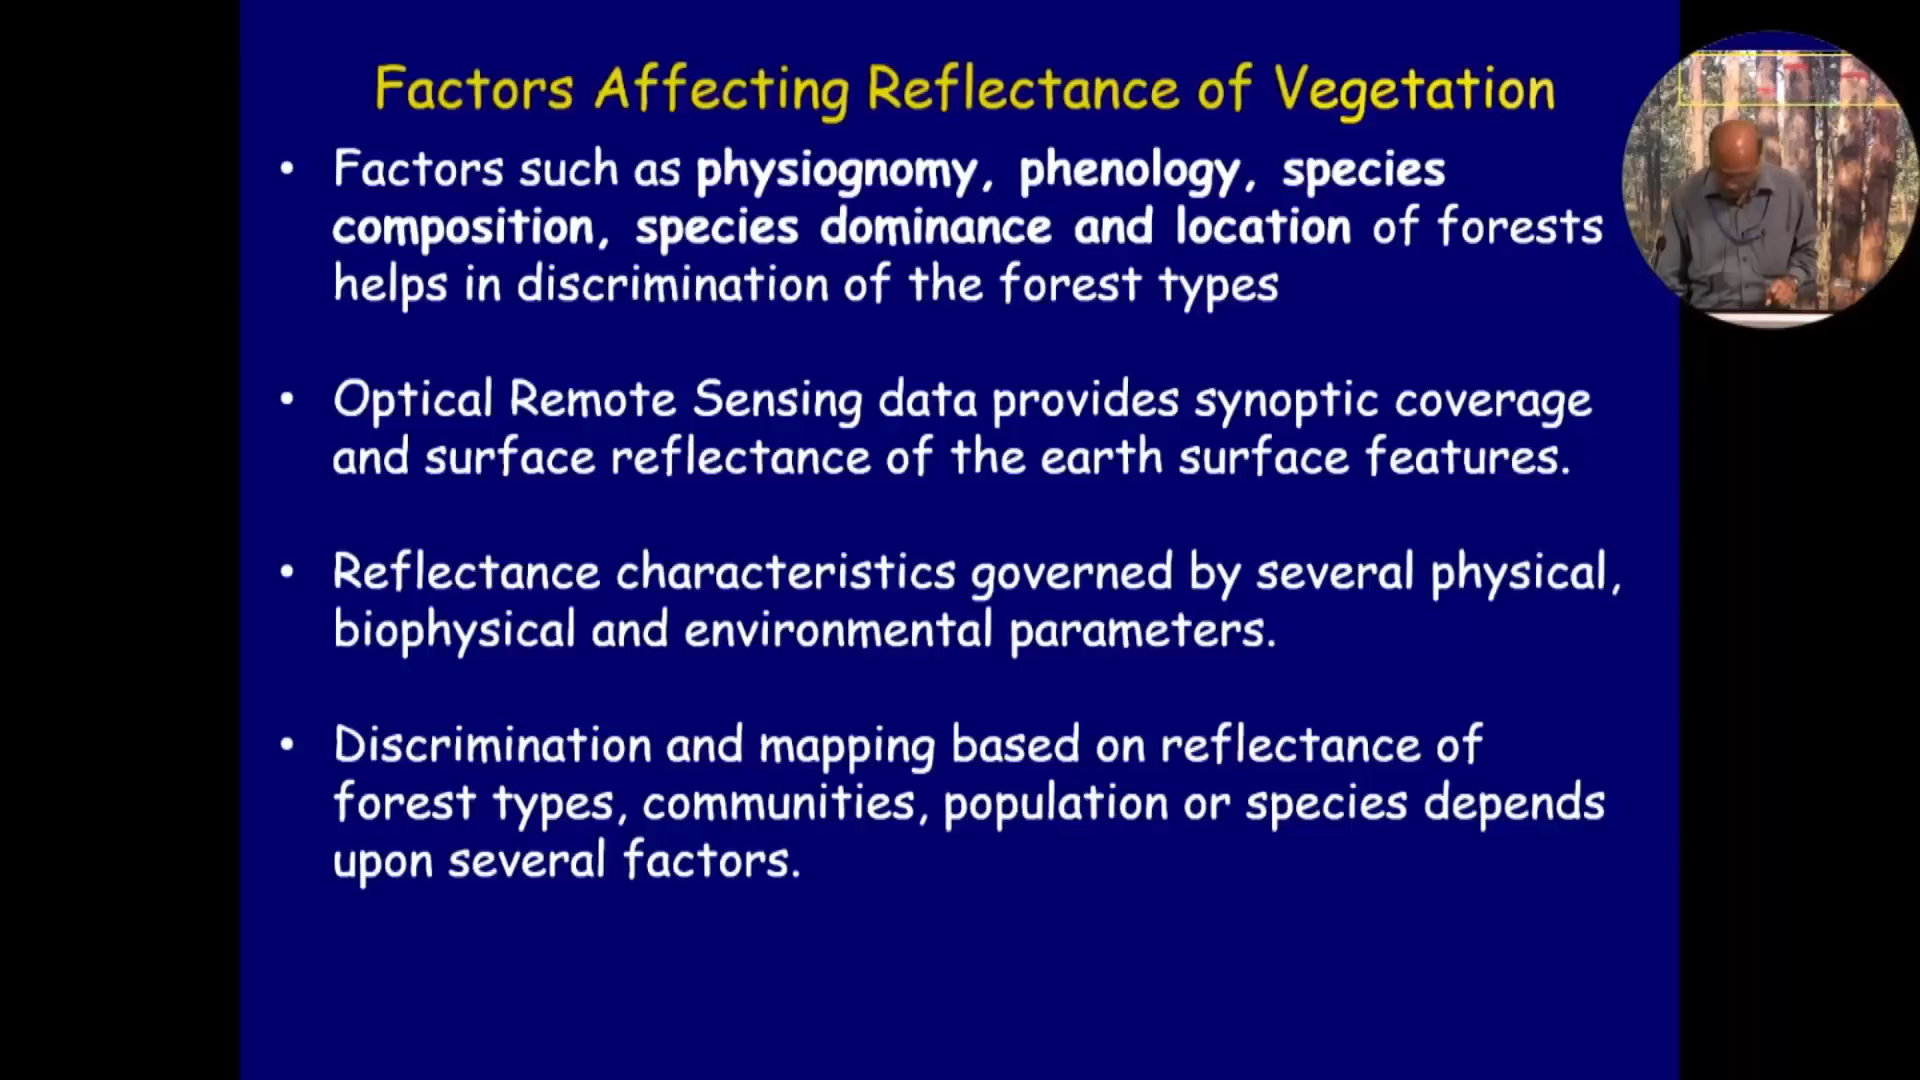 Factors Affecting Reflectance of Vegetation
• Factors such as physiognomy, phenology, species
composition, species dominance and location of forests
helps in discrimination of the forest types
• Optical Remote Sensing data provides synoptic coverage
and surface reflectance of the earth surface features.
• Reflectance characteristics governed by several physical,
biophysical and environmental parameters.
• Discrimination and mapping based on reflectance of
forest types, communities, population or species depends
upon several factors.